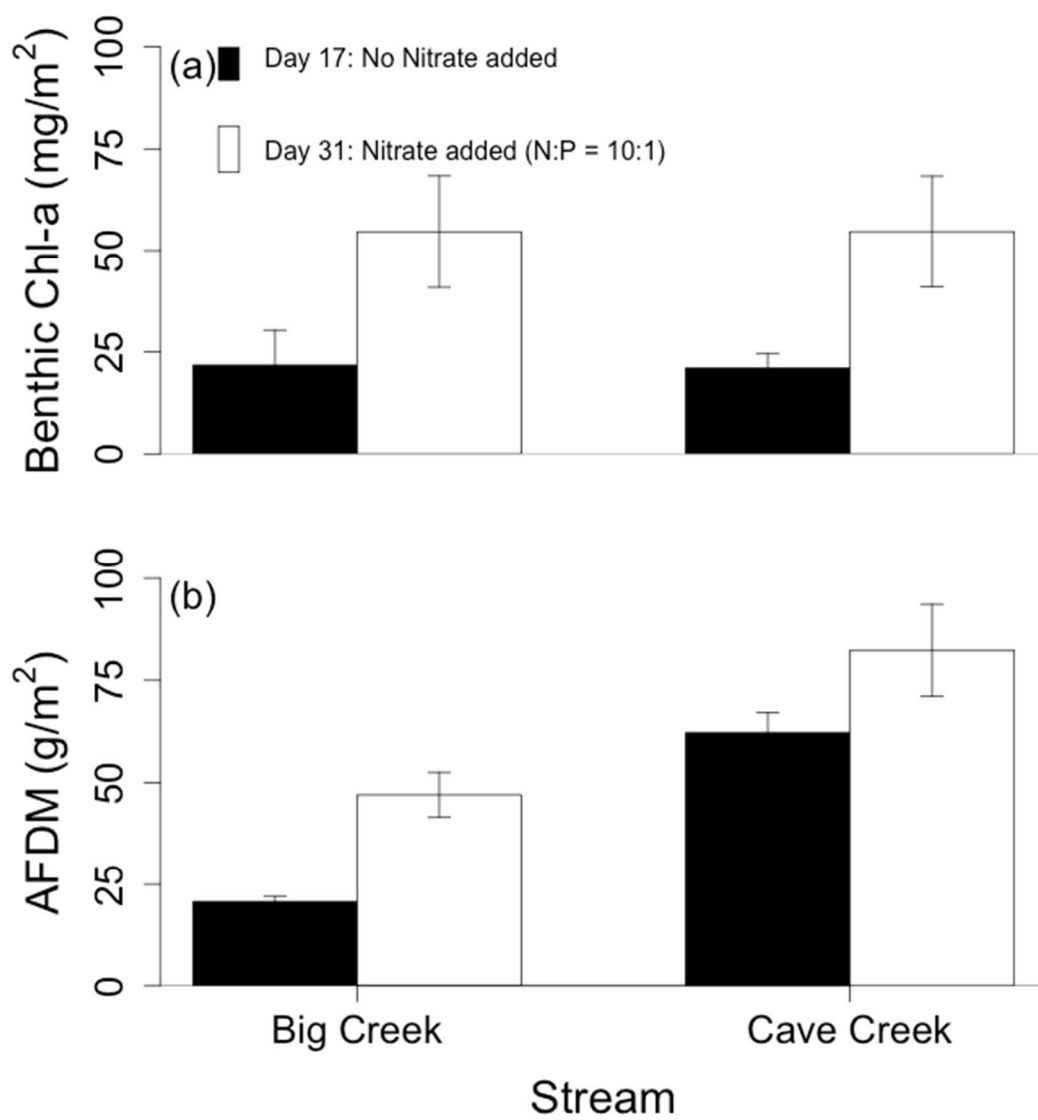 (a)
Day 17: No Nitrate added
Day 31: Nitrate added (N:P = 10:1)
Benthic Chl-a (mg/m²)
100
75
50
25
0
(b)
AFDM (g/m²)
100
75
50
25
0
Big Creek
Cave Creek
Stream